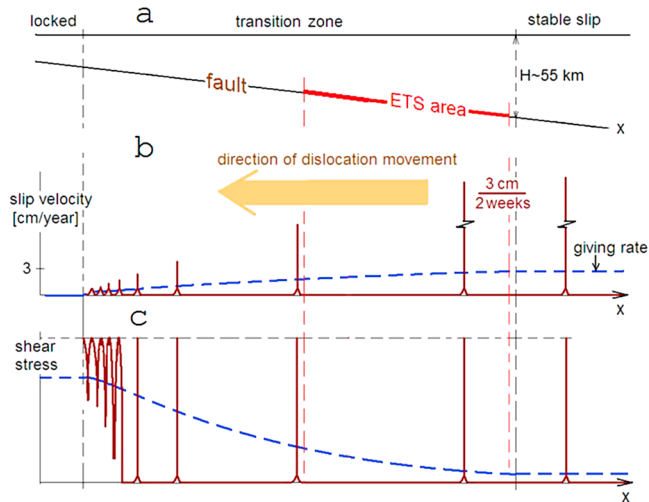 locked
transition zone
stable slip
a
H~55 km
fault
ETS area
X
b
direction of dislocation movement
slip velocity
[cm/year]
3 cm
2 weeks
giving rate
3
X
c
shear
stress
X